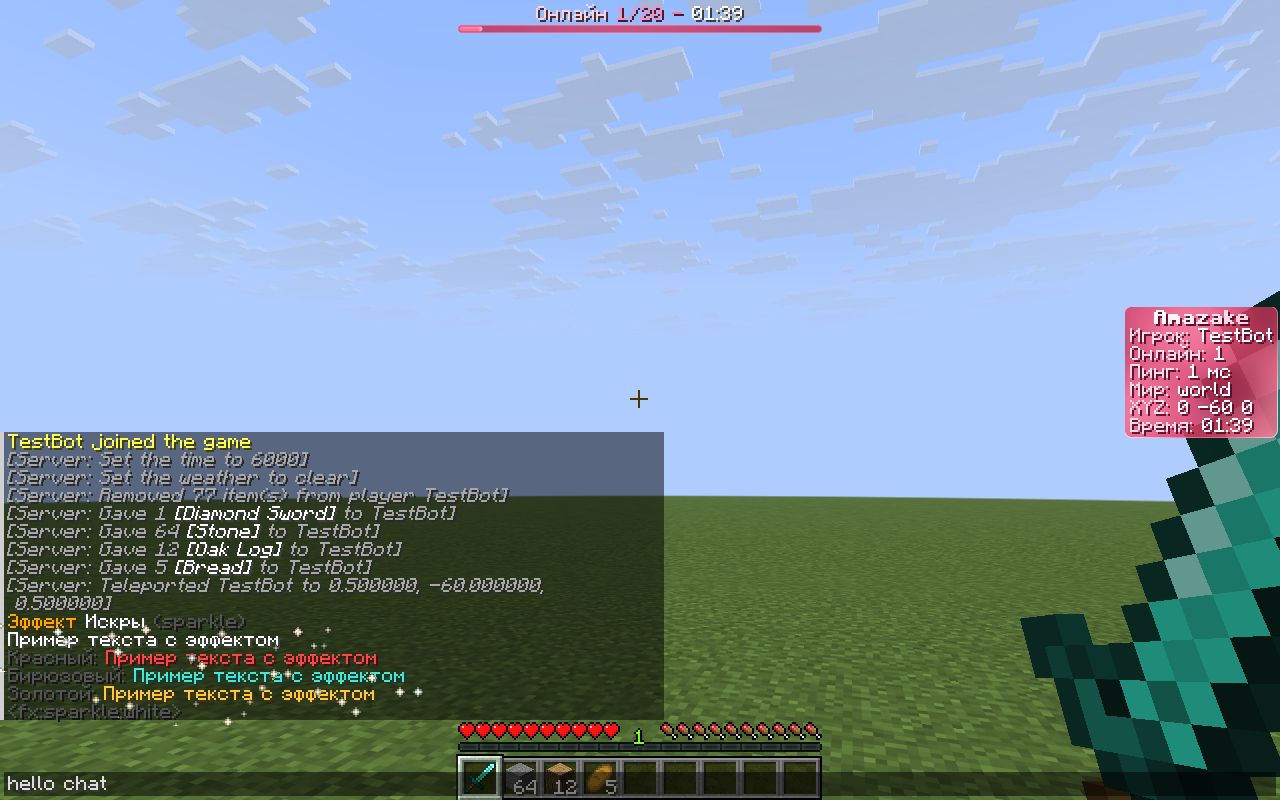 Онлайн 1/20 - 01:39
Amazake
Игрок: TestBot
Онлайн: 1
Пинг: 1 мс
Мир: world
XYZ: 0 -60 0
Время: 01:39
TestBot joined the game
[Server: Set the time to 6000]
[Server: Set the weather to clear]
[Server: Removed 77 item(s) from player TestBot]
[Server: Gave 1 [Diamond Sword] to TestBot]
[Server: Gave 64 [Stone] to TestBot]
[Server: Gave 12 [Oak Log] to TestBot]
[Server: Gave 5 [Bread] to TestBot]
[Server: Teleported TestBot to 0.500000, -60.000000,
0.500000]
Эффект Искры (sparkle)
Пример текста с эффектом
Красный: Пример текста с эффектом
Бирюзовый: Пример текста с эффектом
Золотой: Пример текста с эффектом
<fx:sparkle:white>
1
64 12 5
hello chat